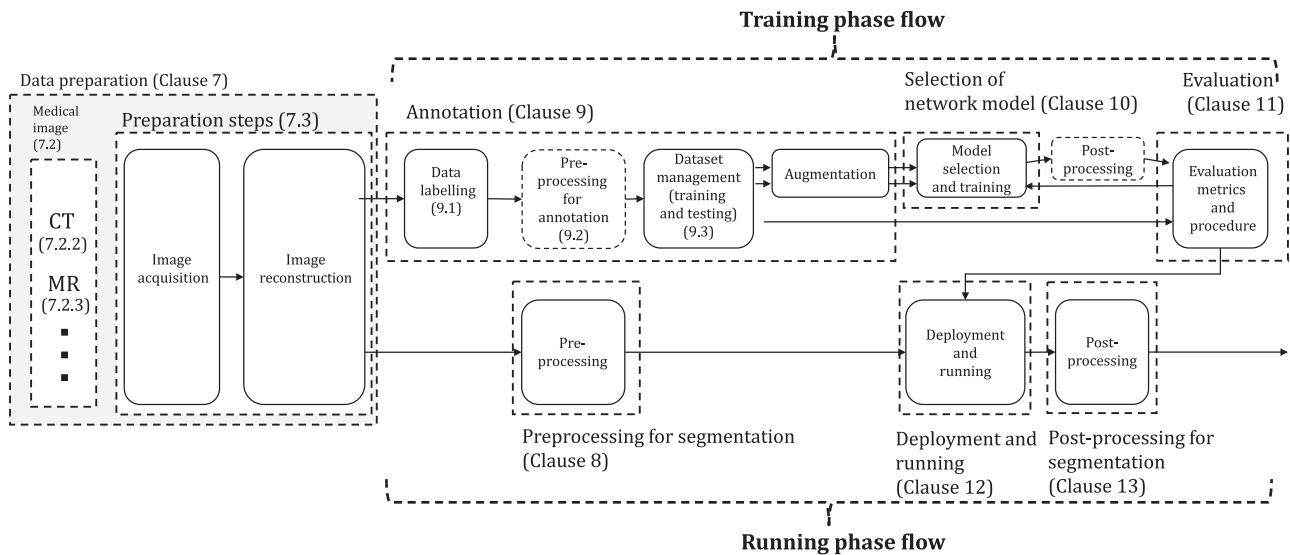 Training phase flow
Data preparation (Clause 7)
Medical
image
(7.2)
Preparation steps (7.3)
CT
(7.2.2)
MR
(7.2.3)
Image
acquisition
Image
reconstruction
Annotation (Clause 9)
Data
labelling
(9.1)
Pre-
processing
for
annotation
(9.2)
Dataset
management
(training
and testing)
(9.3)
Augmentation
Selection of
network model (Clause 10)
Model
selection
and training
Post-
processing
Evaluation
(Clause 11)
Evaluation
metrics
and
procedure
Pre-
processing
Preprocessing for segmentation
(Clause 8)
Deployment
and
running
Deployment and
running
(Clause 12)
Post-
processing
Post-processing for
segmentation
(Clause 13)
Running phase flow